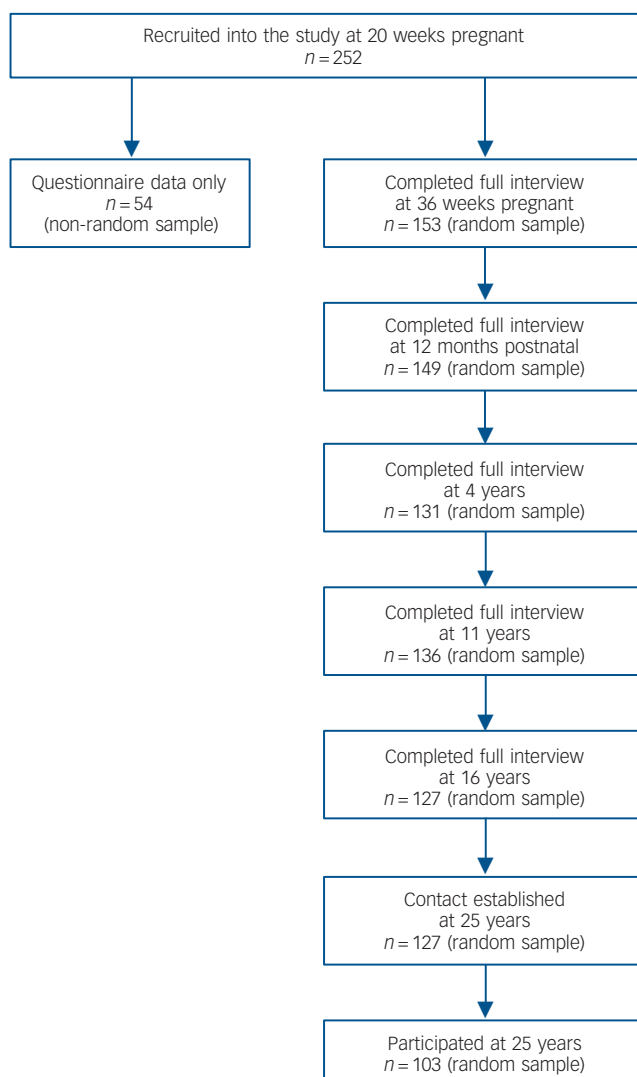 Recruited into the study at 20 weeks pregnant
n = 252
Questionnaire data only
n = 54
(non-random sample)
Completed full interview
at 36 weeks pregnant
n = 153 (random sample)
Completed full interview
at 12 months postnatal
n = 149 (random sample)
Completed full interview
at 4 years
n = 131 (random sample)
Completed full interview
at 11 years
n = 136 (random sample)
Completed full interview
at 16 years
n = 127 (random sample)
Contact established
at 25 years
n = 127 (random sample)
Participated at 25 years
n = 103 (random sample)